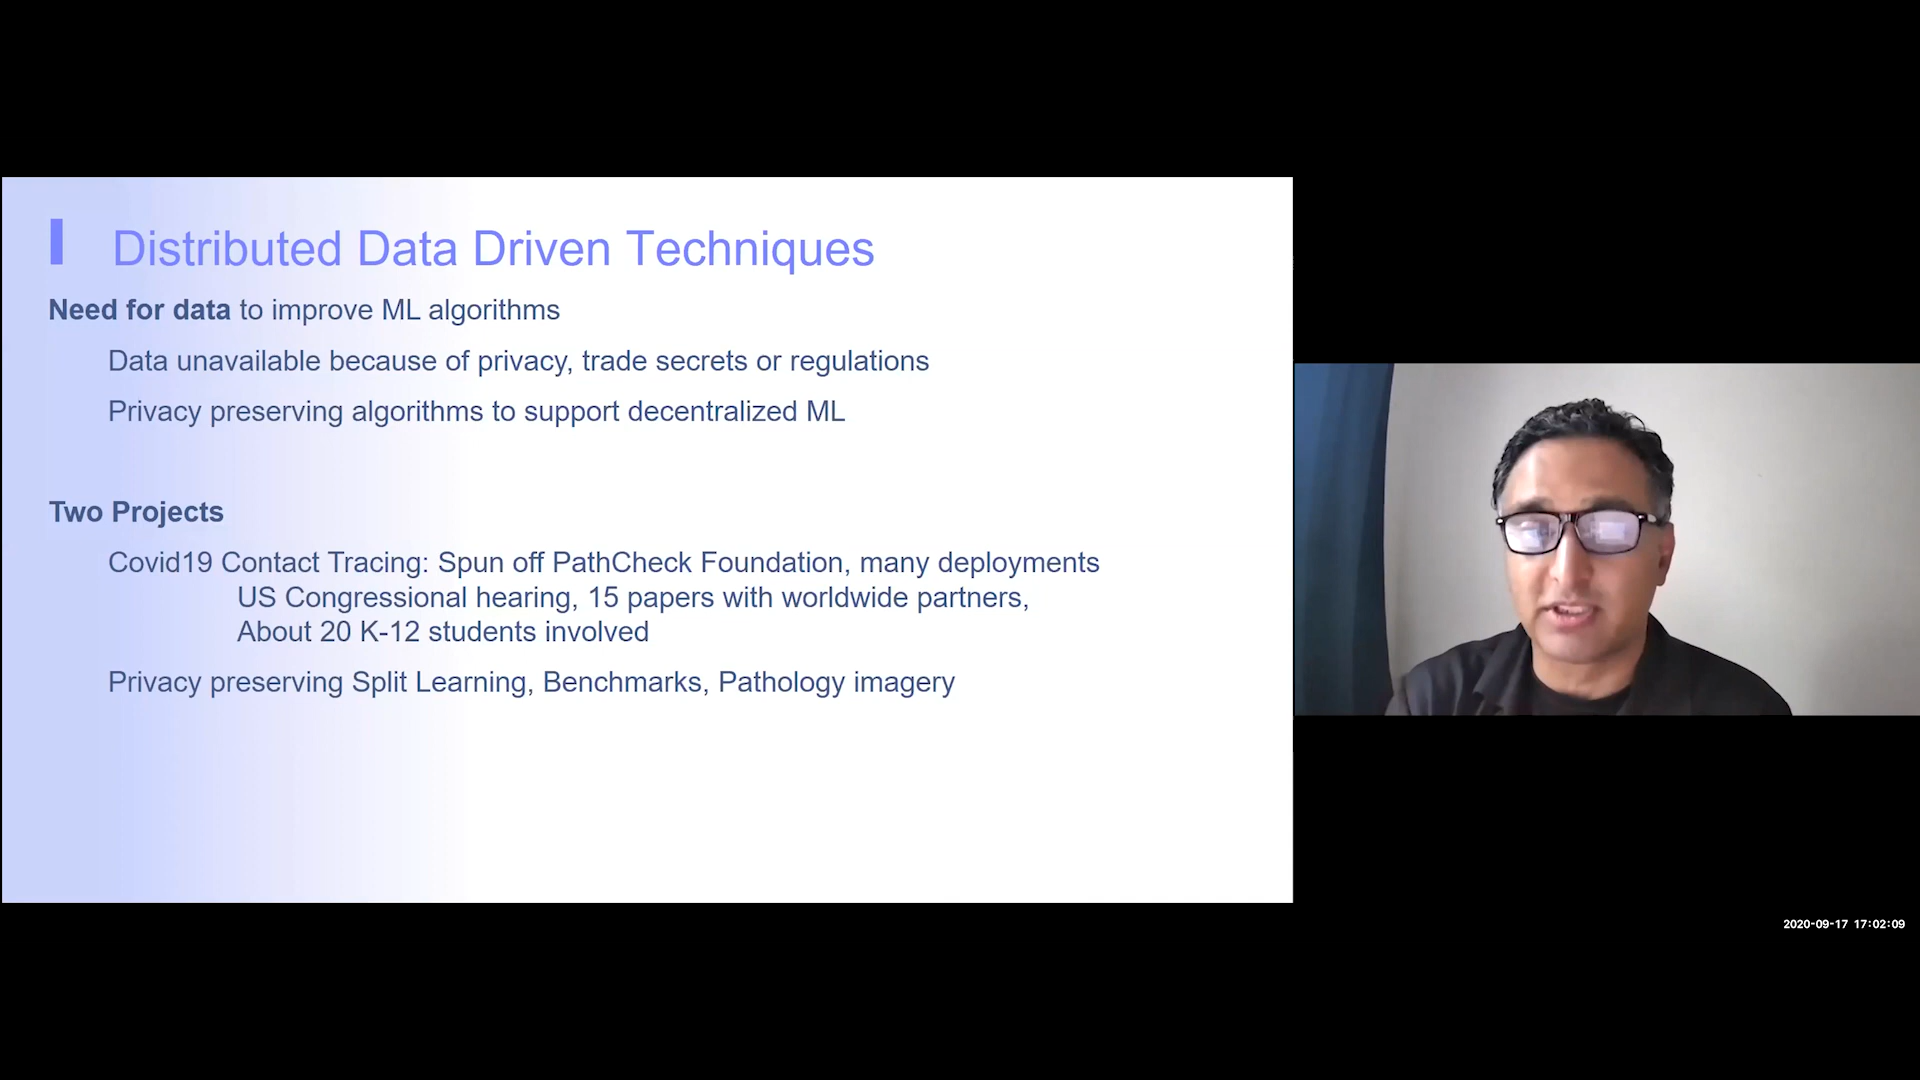 Distributed Data Driven Techniques
Need for data to improve ML algorithms
Data unavailable because of privacy, trade secrets or regulations
Privacy preserving algorithms to support decentralized ML
Two Projects
Covid19 Contact Tracing: Spun off PathCheck Foundation, many deployments
US Congressional hearing, 15 papers with worldwide partners,
About 20 K-12 students involved
Privacy preserving Split Learning, Benchmarks, Pathology imagery
2020-09-17 17:02:09